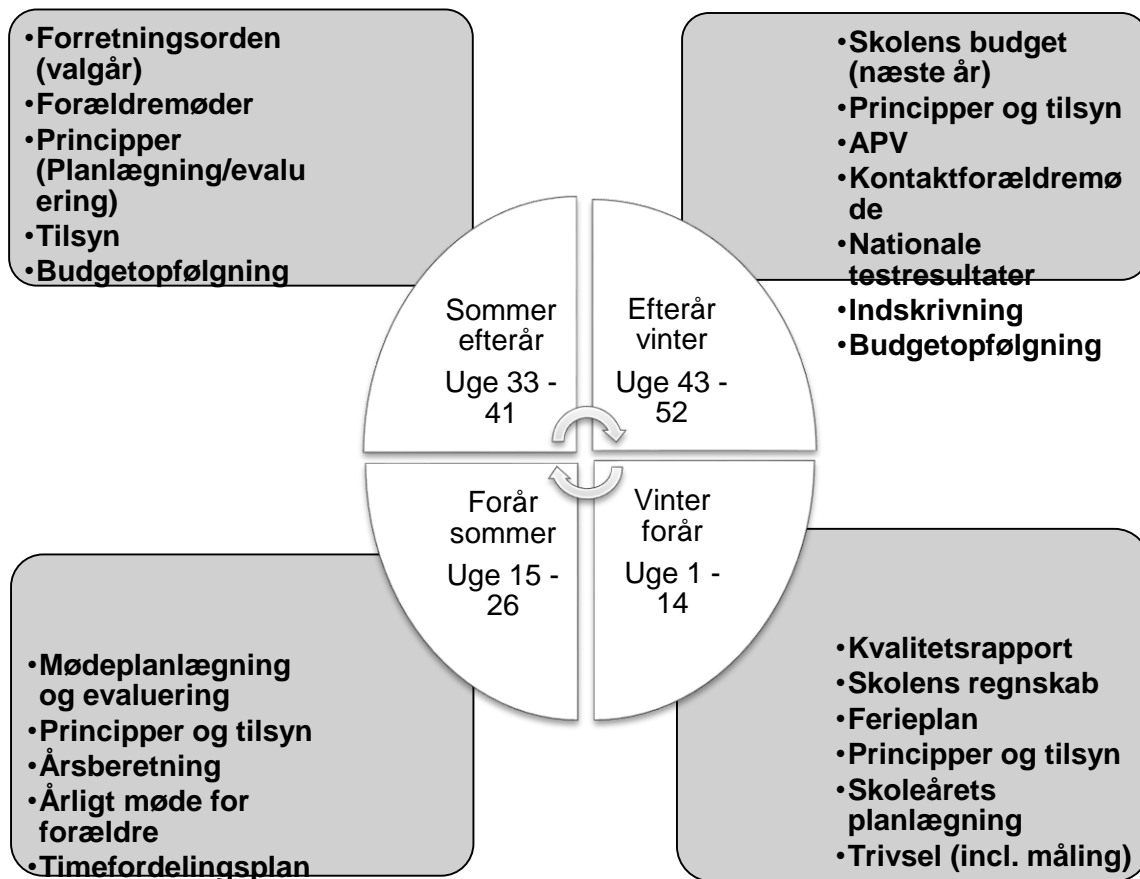 •Forretningsorden
(valgår)
•Forældremøder
•Principper
(Planlægning/evalu
ering)
•Tilsyn
•Budgetopfølgning
•Skolens budget
(næste år)
•Principper og tilsyn
•APV
•Kontaktforældremø
de
•Nationale
testresultater
•Indskrivning
•Budgetopfølgning
Sommer
efterår
Uge 33 -
41
Efterår
vinter
Uge 43 -
52
Forår
sommer
Uge 15 -
26
Vinter
forår
Uge 1 -
14
•Mødeplanlægning
og evaluering
•Principper og tilsyn
•Årsberetning
•Årligt møde for
forældre
•Timefordelingsplan
•Kvalitetsrapport
•Skolens regnskab
•Ferieplan
•Principper og tilsyn
•Skoleårets
planlægning
•Trivsel (incl. måling)